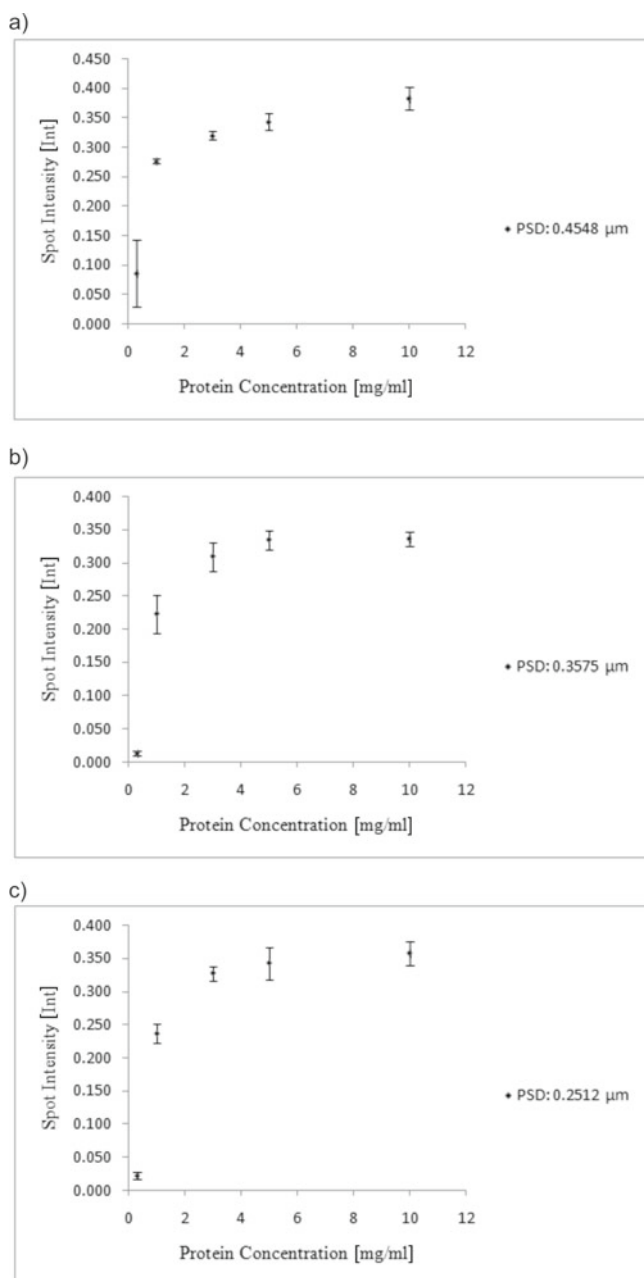 a)
0.450
0.400
0.350
0.300
0.250
0.200
0.150
0.100
0.050
0.000
Spot Intensity [Int]
0 2 4 6 8 10 12
Protein Concentration [mg/ml]
PSD: 0.4548 µm
b)
0.400
0.350
0.300
0.250
0.200
0.150
0.100
0.050
0.000
Spot Intensity [Int]
0 2 4 6 8 10 12
Protein Concentration [mg/ml]
PSD: 0.3575 µm
c)
0.400
0.350
0.300
0.250
0.200
0.150
0.100
0.050
0.000
Spot Intensity [Int]
0 2 4 6 8 10 12
Protein Concentration [mg/ml]
PSD: 0.2512 µm